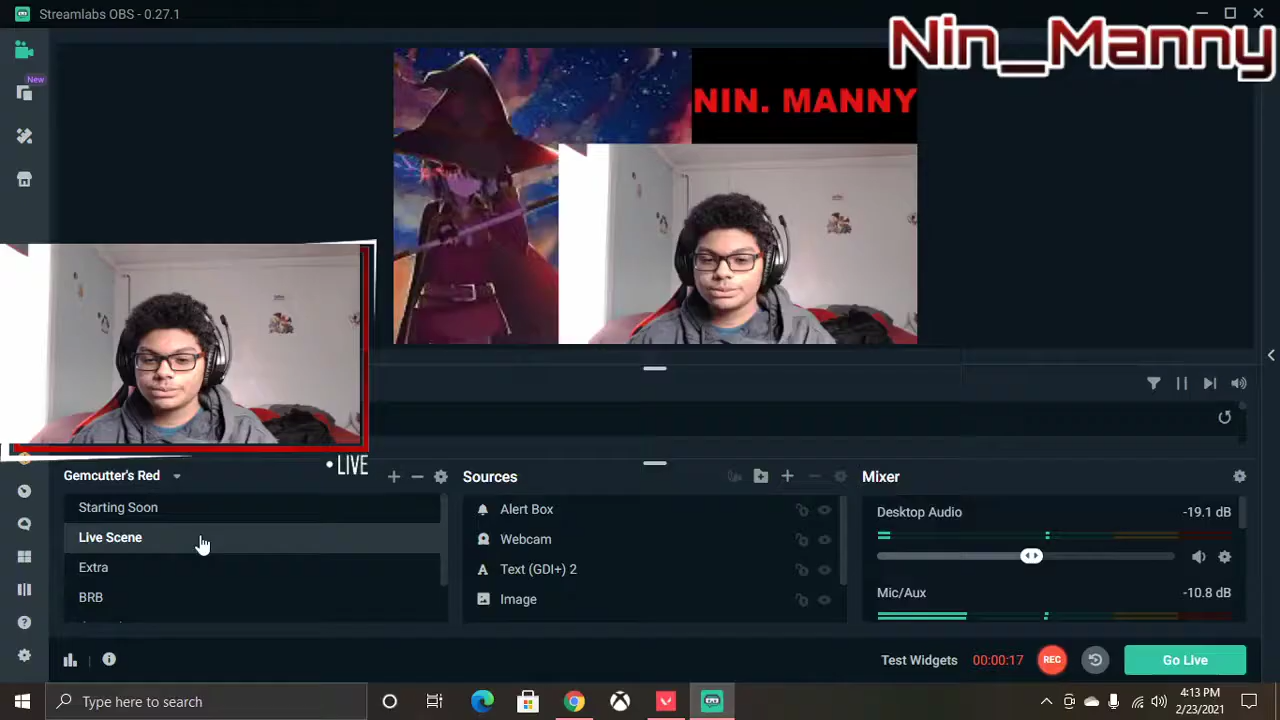 Streamlabs OBS - 0.27.1
Nin_Manny
New
NIN. MANNY
LIVE
Gemcutter's Red
Starting Soon
Live Scene
Extra
BRB
Sources
Alert Box
Webcam
Text (GDI+) 2
Image
Mixer
Desktop Audio -19.1 dB
Mic/Aux -10.8 dB
Test Widgets 00:00:17 REC Go Live
Type here to search
4:13 PM
2/23/2021